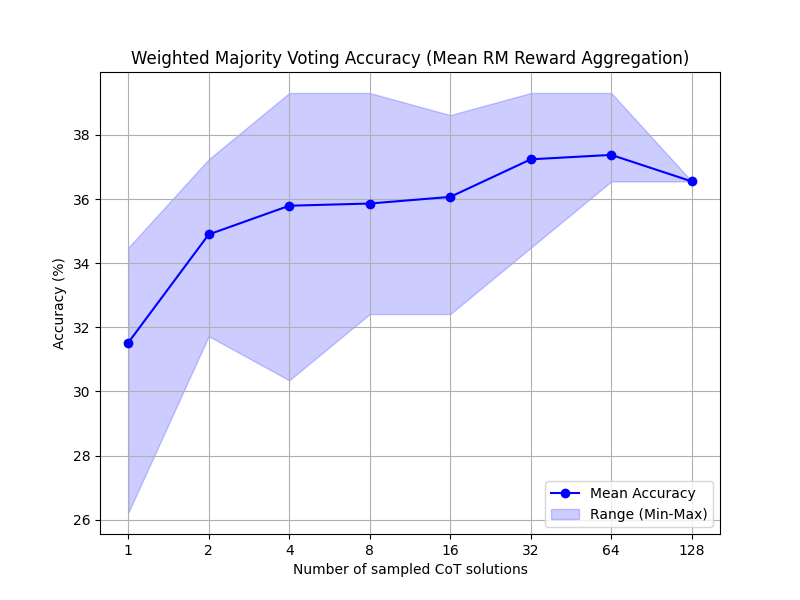 Weighted Majority Voting Accuracy (Mean RM Reward Aggregation)
Accuracy (%)
38
36
34
32
30
28
26
Mean Accuracy
Range (Min-Max)
1 2 4 8 16 32 64 128
Number of sampled CoT solutions